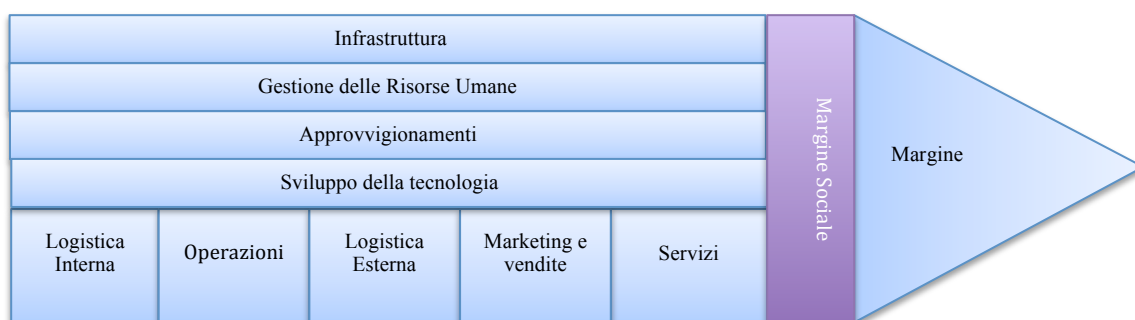 Infrastruttura
Gestione delle Risorse Umane
Approvvigionamenti
Sviluppo della tecnologia
Logistica
Interna
Operazioni
Logistica
Esterna
Marketing e
vendite
Servizi
Margine Sociale
Margine